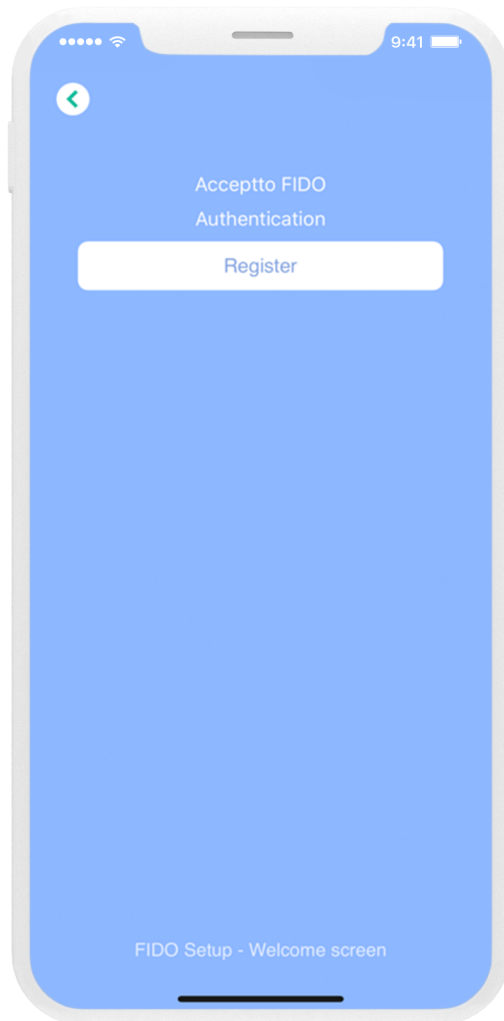 9:41
Acceptto FIDO
Authentication
Register
FIDO Setup - Welcome screen